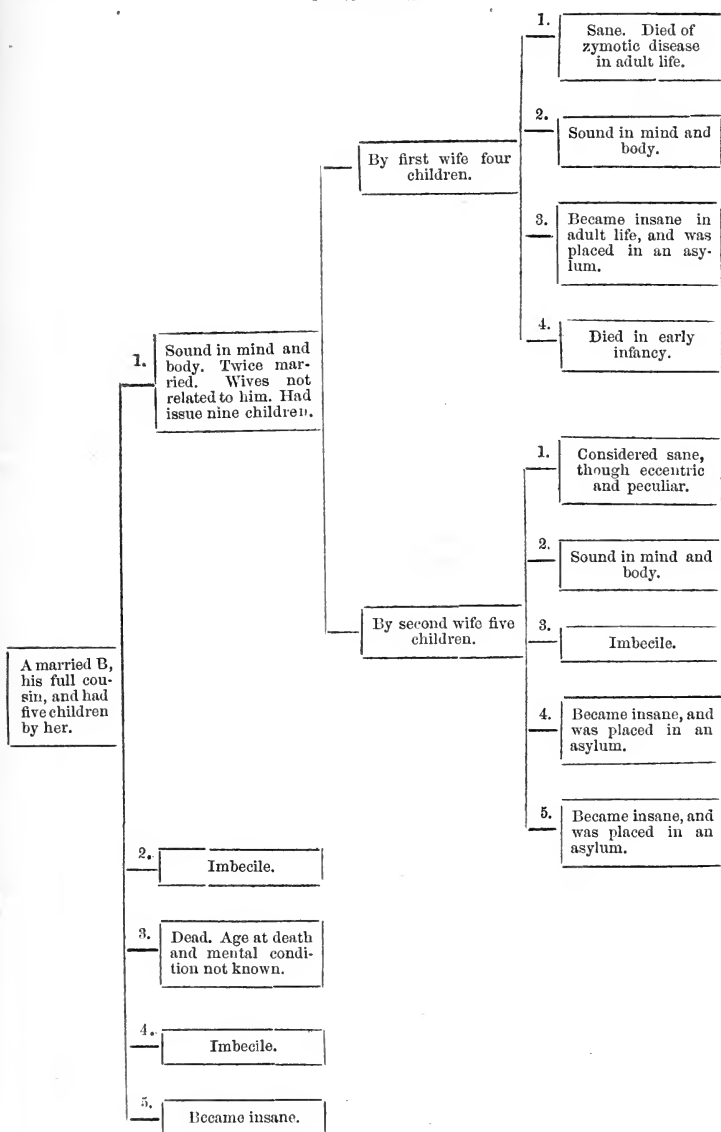 A married B,
his full cou-
sin, and had
five children
by her.
1.
Sound in mind and
body. Twice mar-
ried. Wives not
related to him. Had
issue nine children.
By first wife four
children.
1.
Sane. Died of
zymotic disease
in adult life.
2.
Sound in mind and
body.
3.
Became insane in
adult life, and was
placed in an asy-
lum.
4.
Died in early
infancy.
By second wife five
children.
1.
Considered sane,
though eccentric
and peculiar.
2.
Sound in mind and
body.
3.
Imbecile.
4.
Became insane, and
was placed in an
asylum.
5.
Became insane, and
was placed in an
asylum.
2.
Imbecile.
3.
Dead. Age at death
and mental condi-
tion not known.
4.
Imbecile.
5.
Became insane.